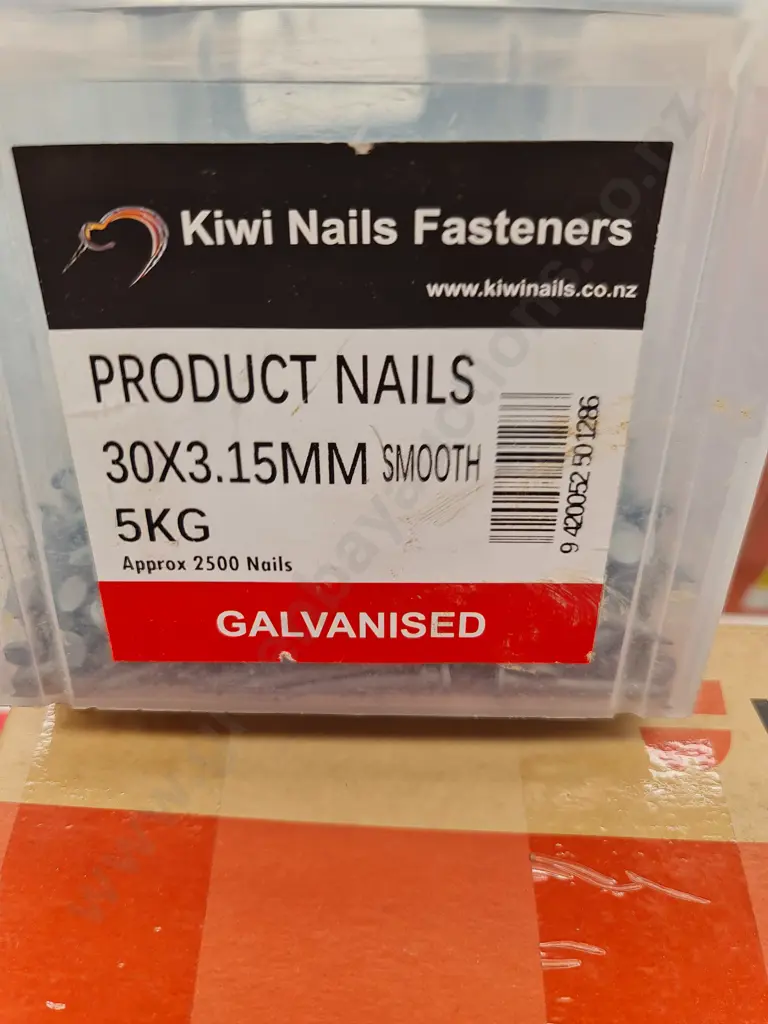 Kiwi Nails Fasteners
www.kiwinails.co.nz
PRODUCT NAILS
30X3.15MM SMOOTH
5KG
Approx 2500 Nails
9 420052 501286
GALVANISED